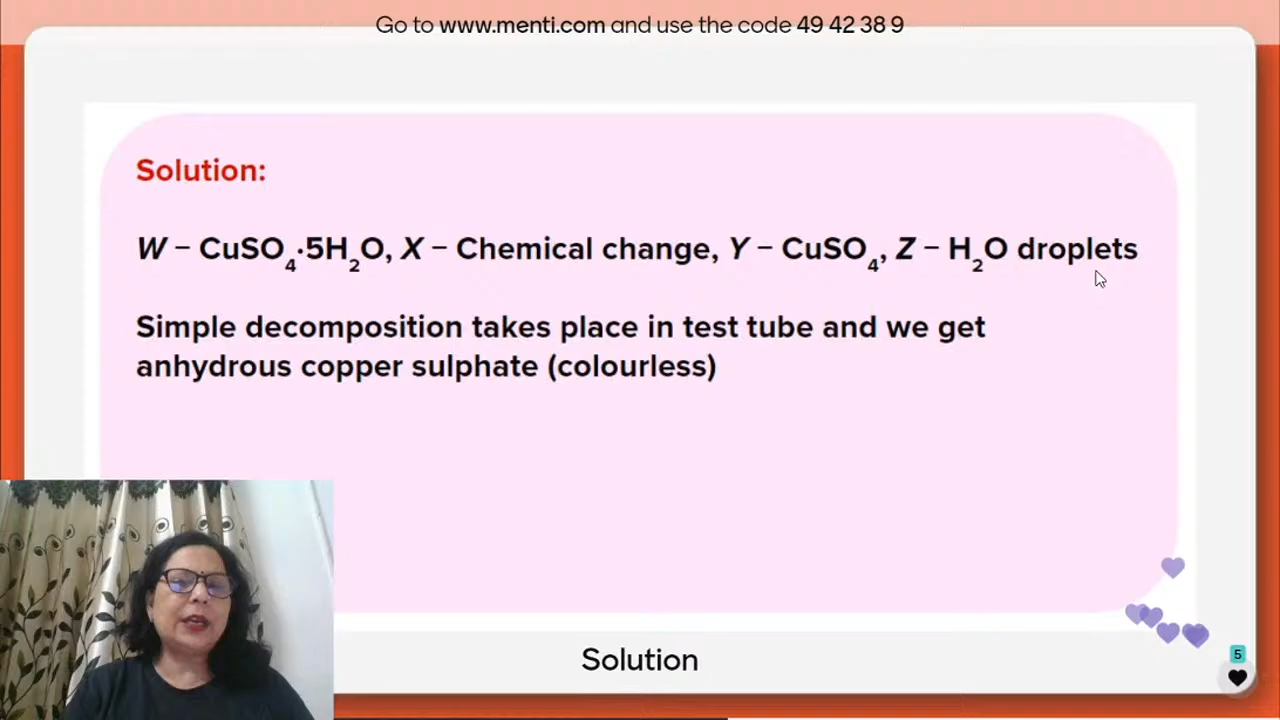 Go to www.menti.com and use the code 49 42 38 9
Solution:
W – CuSO₄·5H₂O, X – Chemical change, Y – CuSO₄, Z – H₂O droplets
Simple decomposition takes place in test tube and we get
anhydrous copper sulphate (colourless)
Solution
5